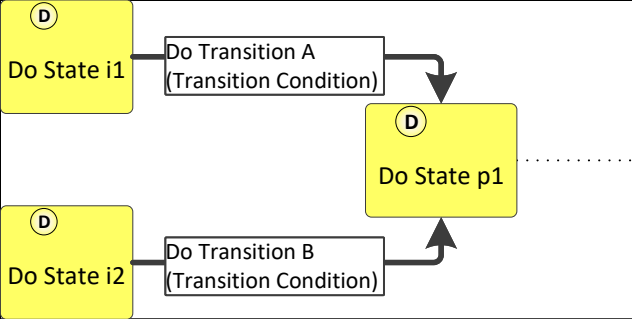 D
Do State i1
Do Transition A
(Transition Condition)
D
Do State p1
D
Do State i2
Do Transition B
(Transition Condition)